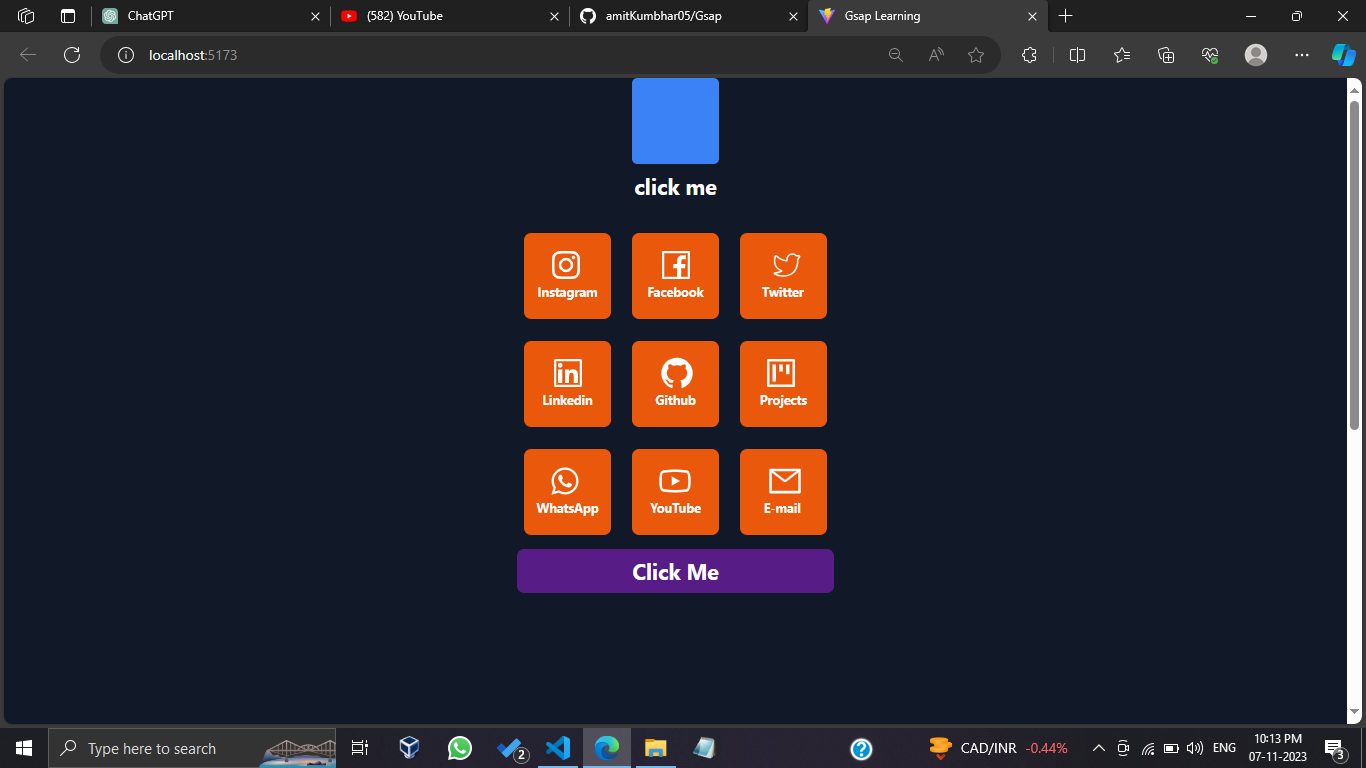 ChatGPT
(582) YouTube
amitKumbhar05/Gsap
Gsap Learning
localhost:5173
click me
Instagram Facebook Twitter
Linkedin Github Projects
WhatsApp YouTube E-mail
Click Me
Type here to search
2
CAD/INR -0.44%
ENG
10:13 PM
07-11-2023
3